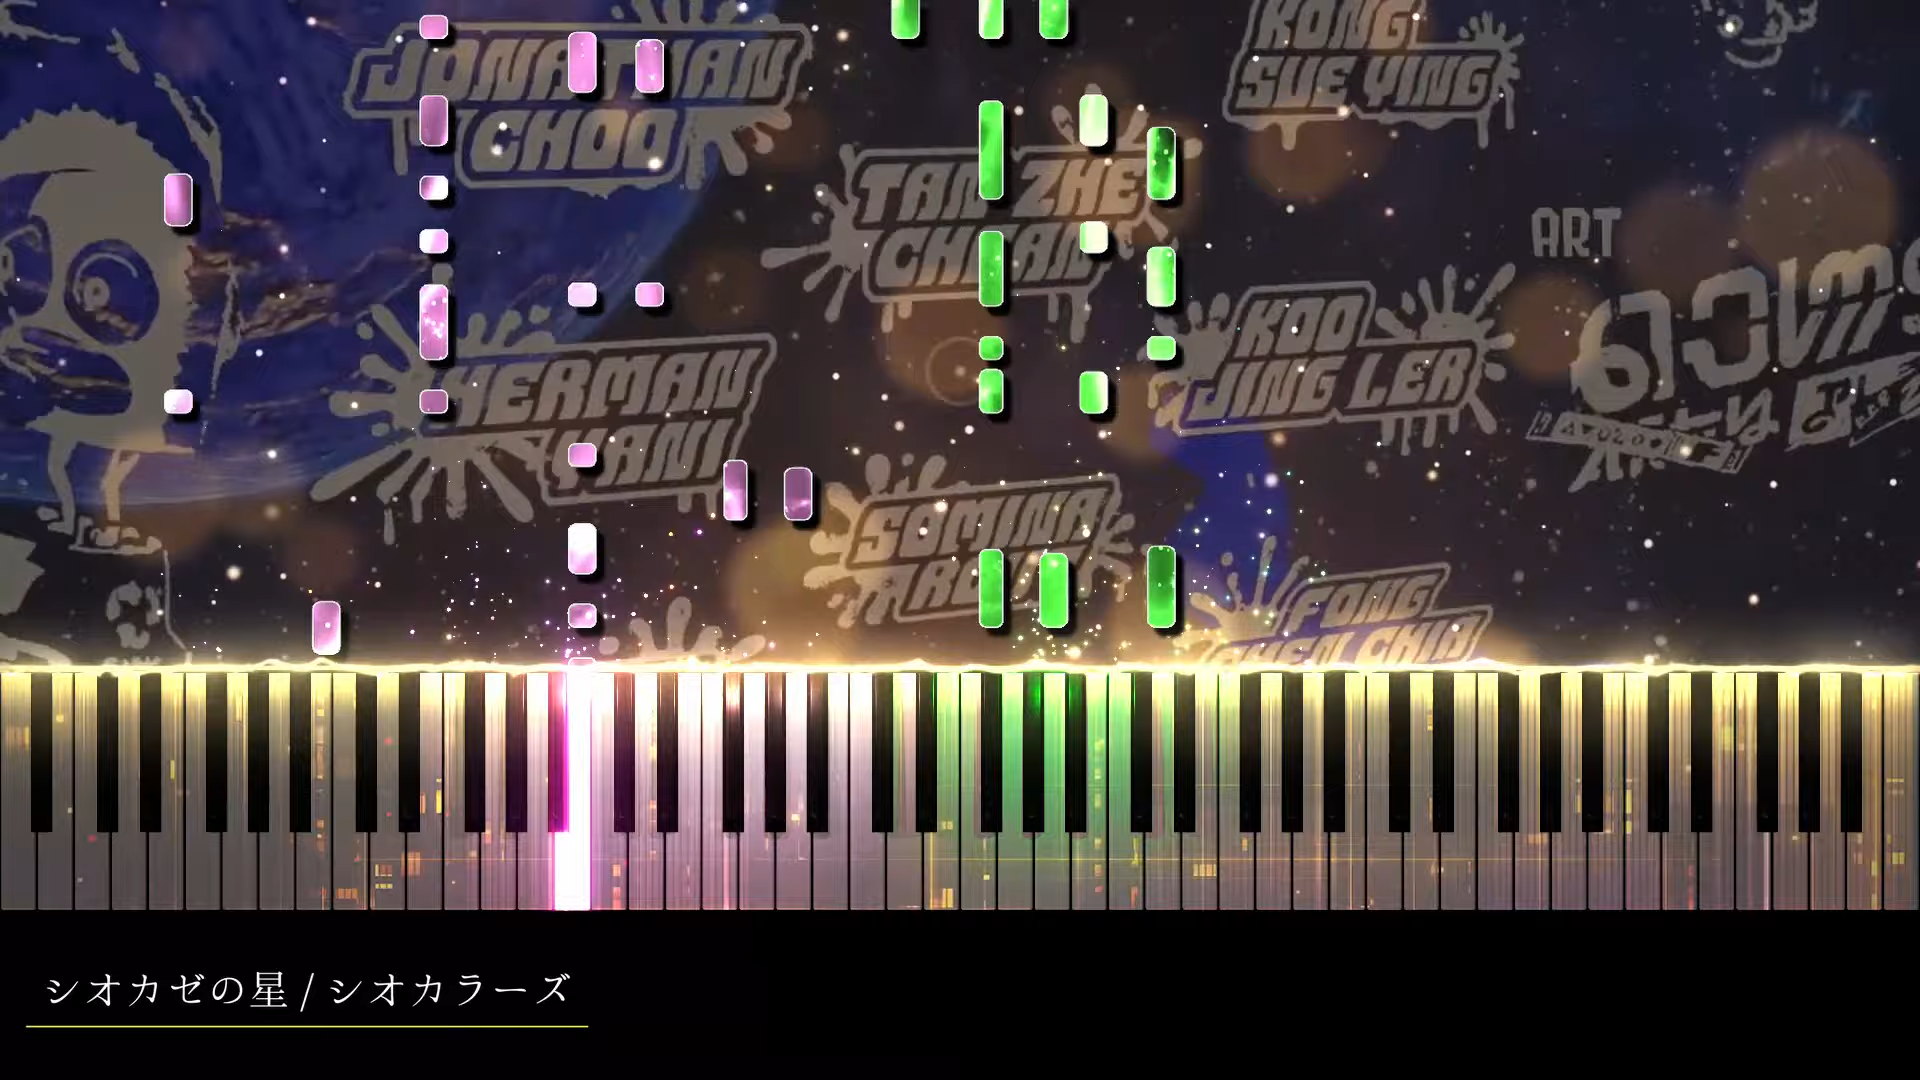 KONG
SUE YING
JONATHAN
CHOO
TAN ZHE
ART
KOO
JING LER
HERMAN
YANI
SOMINA
FONG
シオカゼの星 / シオカラーズ